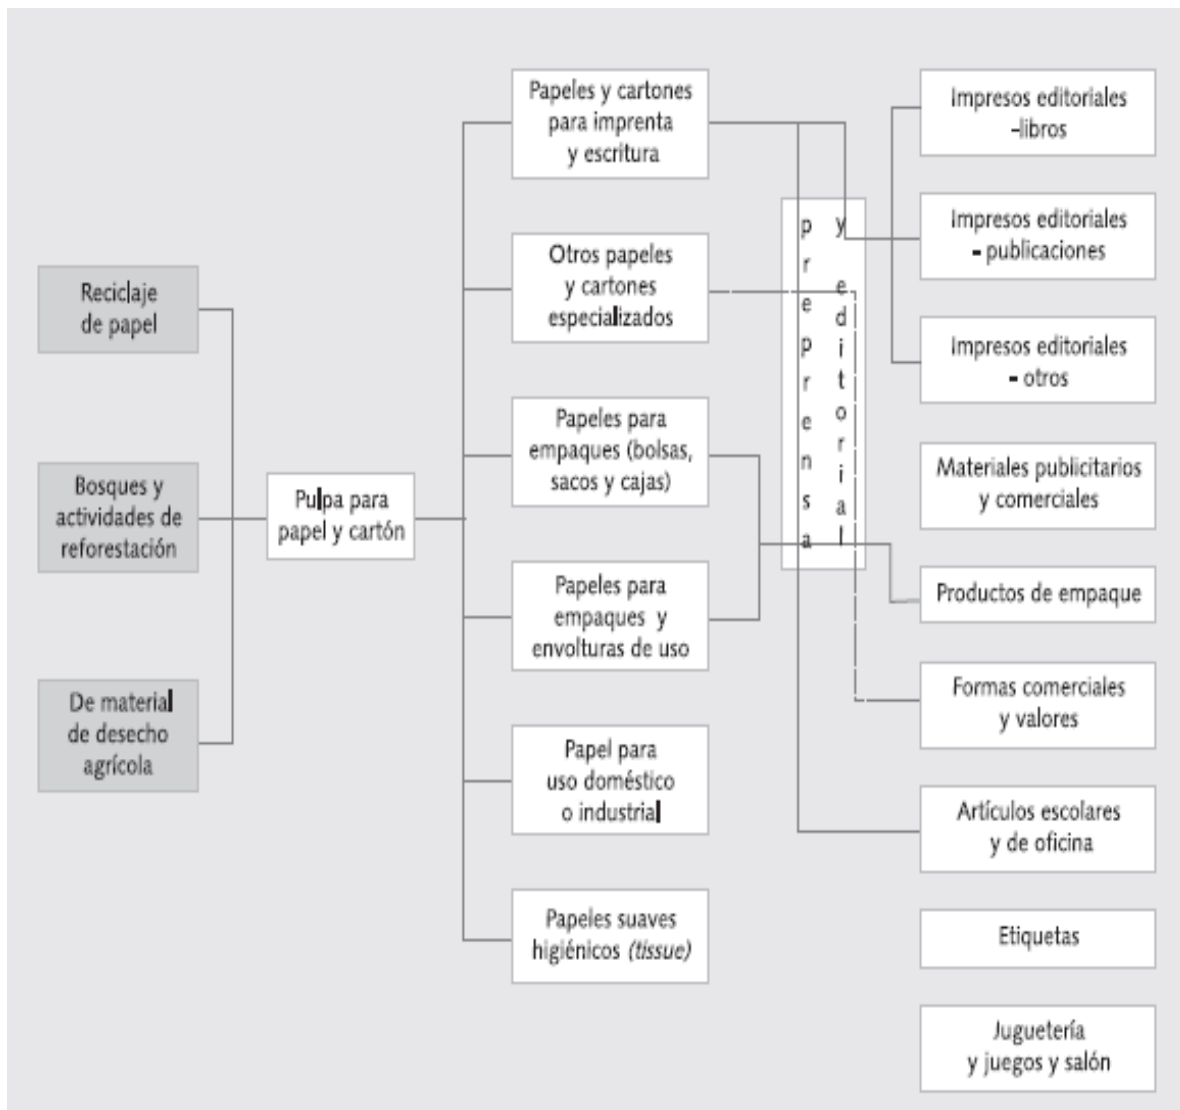 Reciclaje
de papel
Bosques y
actividades de
reforestación
De material
de desecho
agrícola
Pulpa para
papel y cartón
Papeles y cartones
para imprenta
y escritura
Otros papeles
y cartones
especializados
Papeles para
empaques (bolsas,
sacos y cajas)
Papeles para
empaques y
envolturas de uso
Papel para
uso doméstico
o industrial
Papeles suaves
higiénicos (tissue)
preprensa
y editorial
Impresos editoriales
–libros
Impresos editoriales
- publicaciones
Impresos editoriales
- otros
Materiales publicitarios
y comerciales
Productos de empaque
Formas comerciales
y valores
Artículos escolares
y de oficina
Etiquetas
Juguetería
y juegos y salón